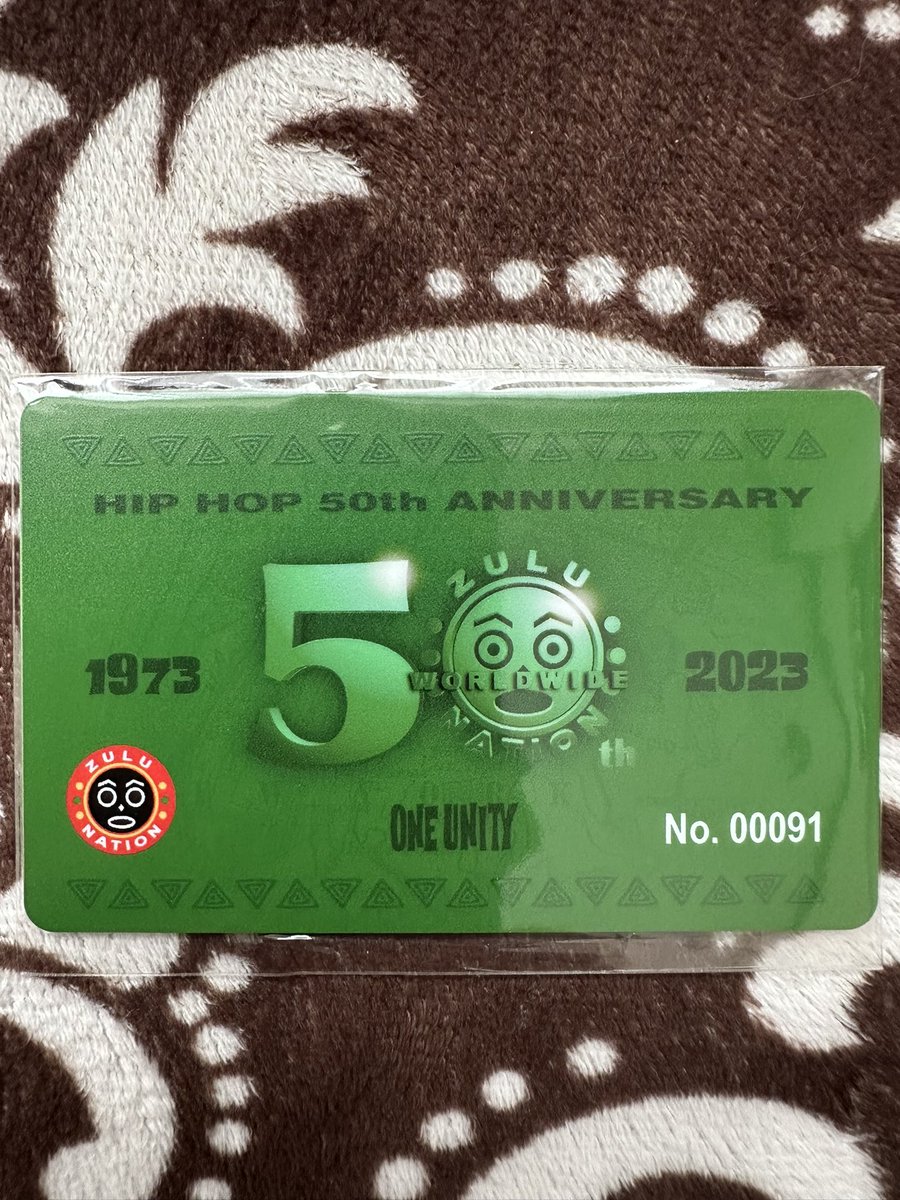 HIP HOP 50th ANNIVERSARY
ZULU
5
1973
WORLDWIDE
2023
NATION
th
ZULU
NATION
ONE UNITY
No. 00091